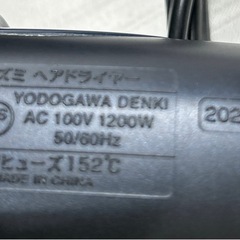 ズミ ヘアドライヤー
YODOGAWA DENKI
AC 100V 1200W
50/60Hz
202
ヒューズ152℃
MADE IN CHINA